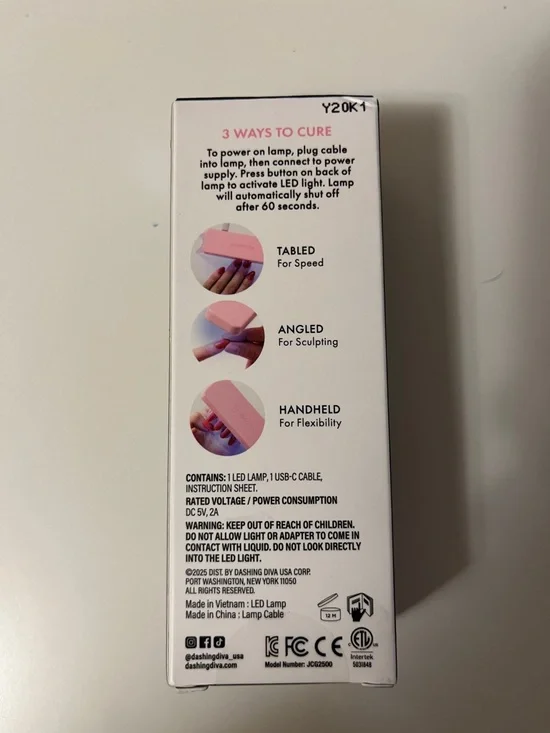 Y20K1
3 WAYS TO CURE
To power on lamp, plug cable
into lamp, then connect to power
supply. Press button on back of
lamp to activate LED light. Lamp
will automatically shut off
after 60 seconds.
TABLED
For Speed
ANGLED
For Sculpting
HANDHELD
For Flexibility
CONTAINS: 1 LED LAMP, 1 USB-C CABLE,
INSTRUCTION SHEET.
RATED VOLTAGE / POWER CONSUMPTION
DC 5V, 2A
WARNING: KEEP OUT OF REACH OF CHILDREN.
DO NOT ALLOW LIGHT OR ADAPTER TO COME IN
CONTACT WITH LIQUID. DO NOT LOOK DIRECTLY
INTO THE LED LIGHT.
©2025 DIST. BY DASHING DIVA USA CORP.
PORT WASHINGTON, NEW YORK 11050
ALL RIGHTS RESERVED.
Made in Vietnam : LED Lamp
Made in China : Lamp Cable
12 M
@dashingdiva_usa
dashingdiva.com
FC CE
Model Number: JCG2500
ETL
Intertek
5031848